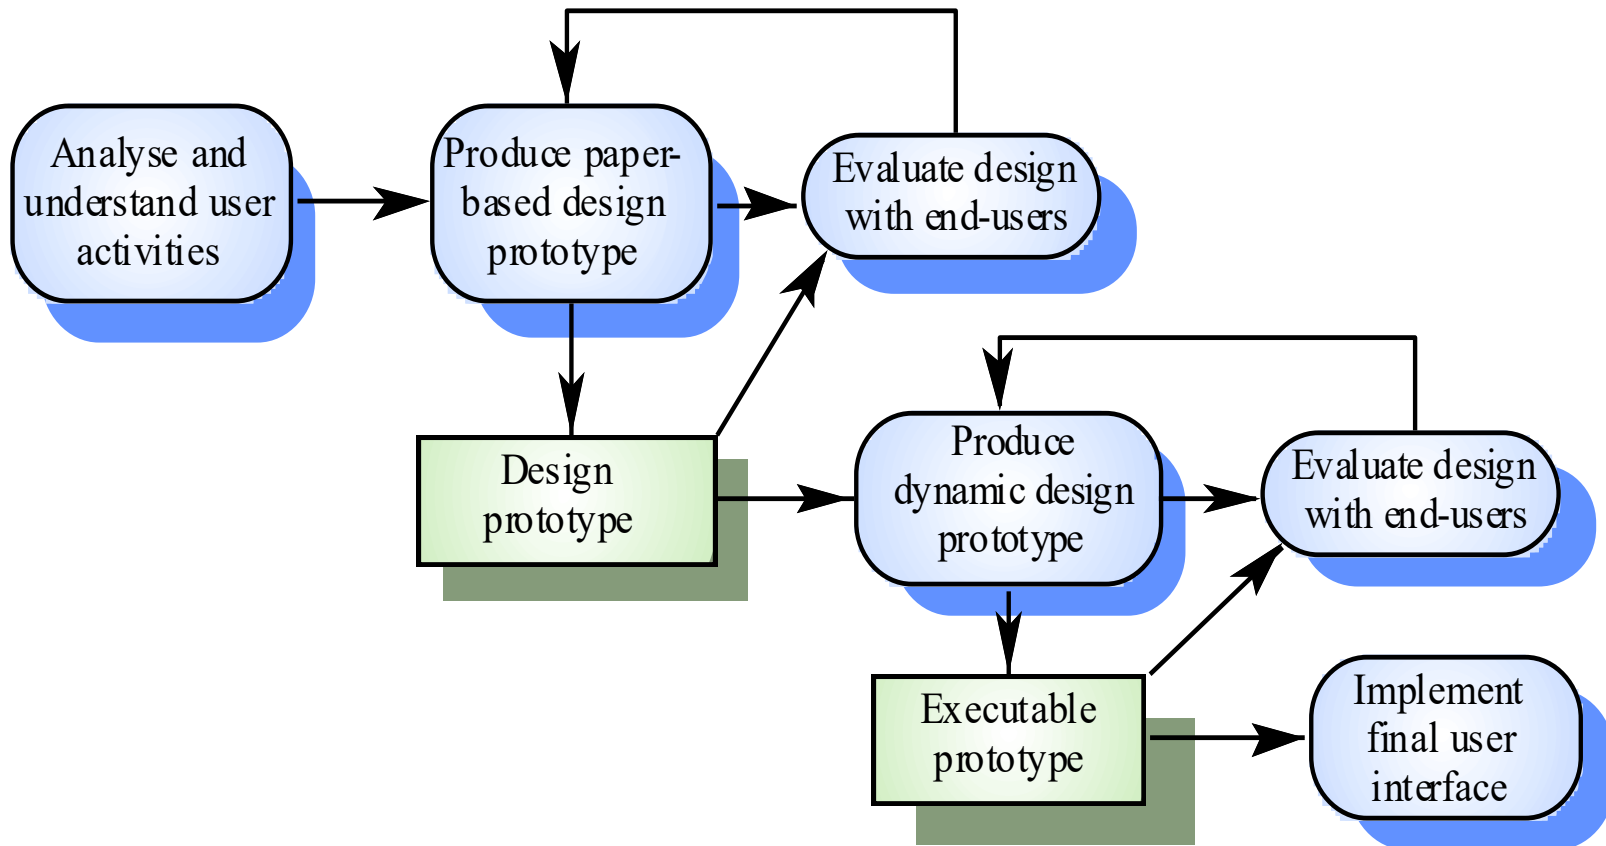 Analyse and
understand user
activities
Produce paper-
based design
prototype
Evaluate design
with end-users
Design
prototype
Produce
dynamic design
prototype
Evaluate design
with end-users
Executable
prototype
Implement
final user
interface